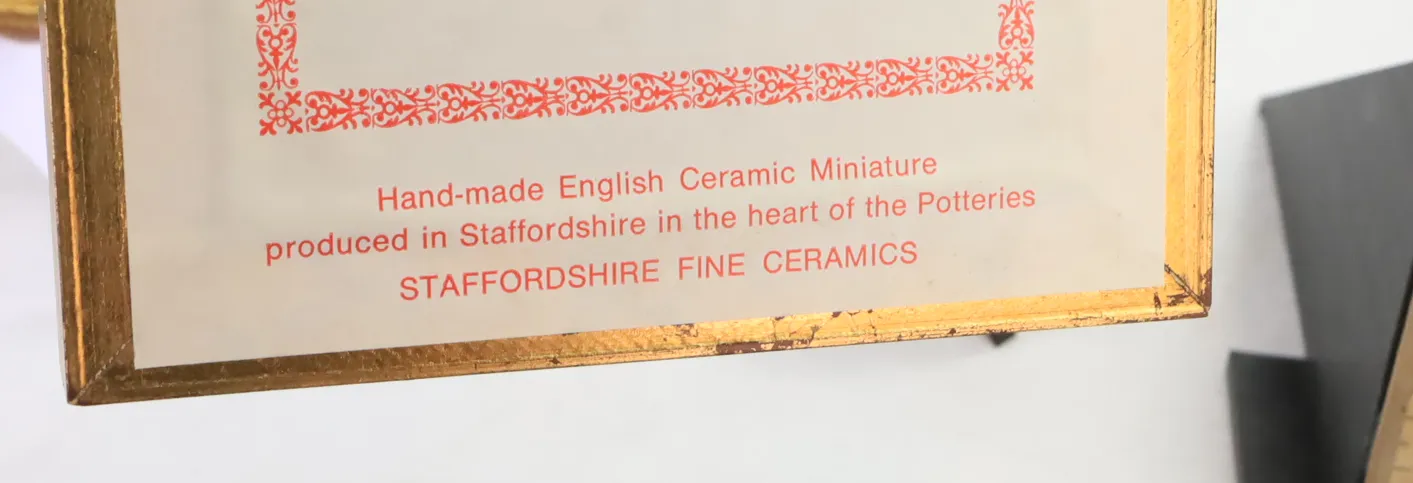 Hand-made English Ceramic Miniature
produced in Staffordshire in the heart of the Potteries
STAFFORDSHIRE FINE CERAMICS